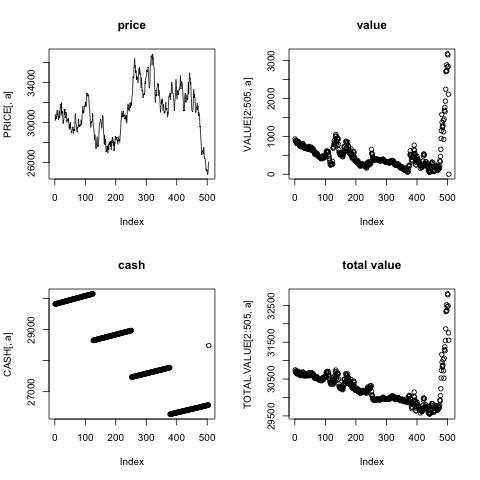 price
PRICE[, a]
26000 30000 34000
0 100 200 300 400 500
Index
value
VALUE[2:505, a]
0 1000 2000 3000
0 100 200 300 400 500
Index
cash
CASH[, a]
27000 29000
0 100 200 300 400 500
Index
total value
TOTAL.VALUE[2:505, a]
29500 30500 31500 32500
0 100 200 300 400 500
Index